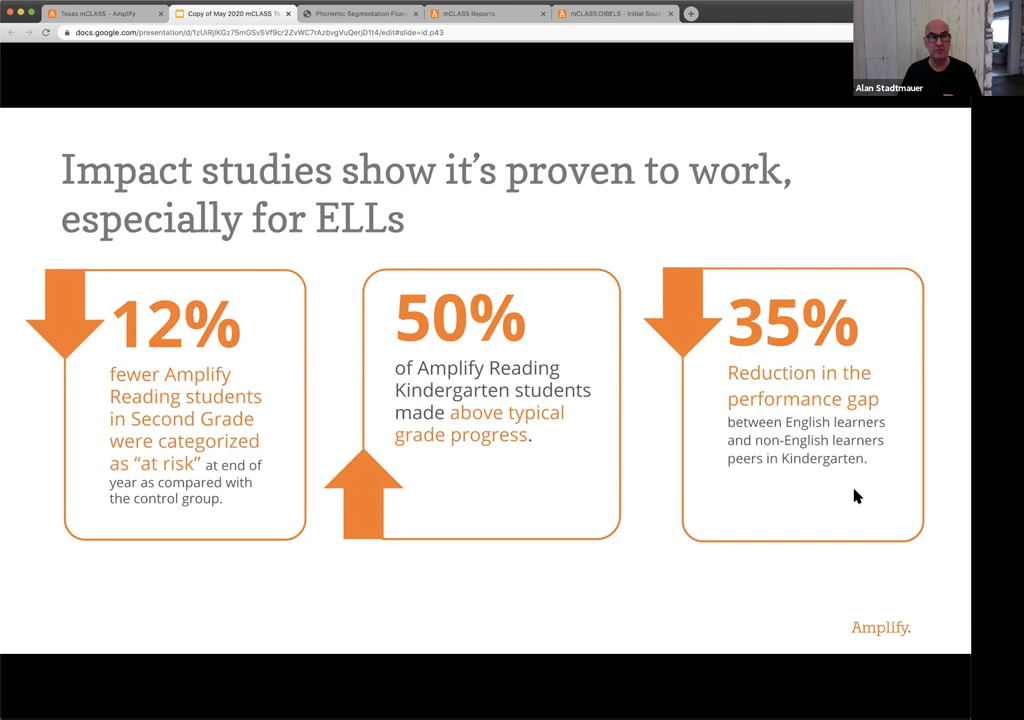 Texas mCLASS - Amplify
Copy of May 2020 mCLASS Te
Phonemic Segmentation Fluen
mCLASS Reports
mCLASS:DIBELS - Initial Soun
docs.google.com/presentation/d/1zUiRjlKGz75mGSv5Vf9cr2ZvWC7rAzbvgVuQerjD1t4/edit#slide=id.p43
Alan Stadtmauer
Impact studies show it's proven to work,
especially for ELLs
12%
fewer Amplify
Reading students
in Second Grade
were categorized
as “at risk” at end of
year as compared with
the control group.
50%
of Amplify Reading
Kindergarten students
made above typical
grade progress.
35%
Reduction in the
performance gap
between English learners
and non-English learners
peers in Kindergarten.
Amplify.